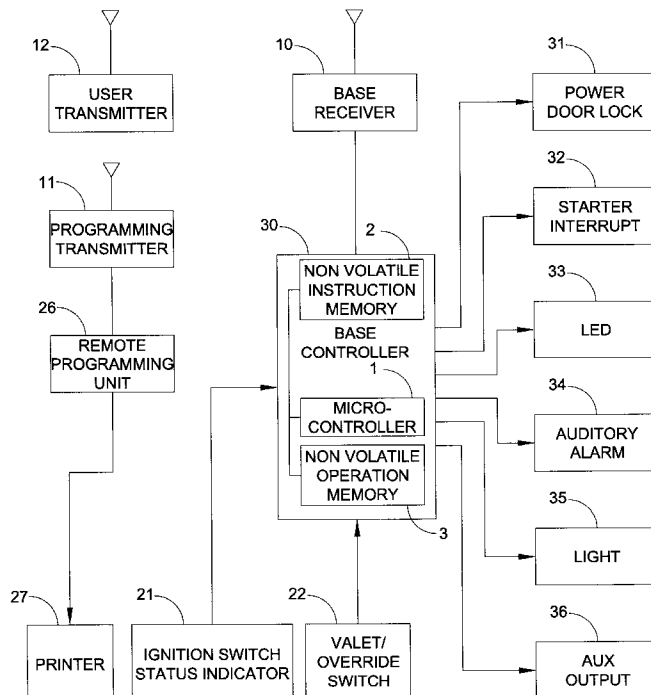 12
USER
TRANSMITTER
10
BASE
RECEIVER
31
POWER
DOOR LOCK
11
PROGRAMMING
TRANSMITTER
32
STARTER
INTERRUPT
30
2
NON VOLATILE
INSTRUCTION
MEMORY
BASE
CONTROLLER
1
MICRO-
CONTROLLER
NON VOLATILE
OPERATION
MEMORY
3
26
REMOTE
PROGRAMMING
UNIT
33
LED
34
AUDITORY
ALARM
35
LIGHT
27
PRINTER
21
IGNITION SWITCH
STATUS INDICATOR
22
VALET/
OVERRIDE
SWITCH
36
AUX
OUTPUT